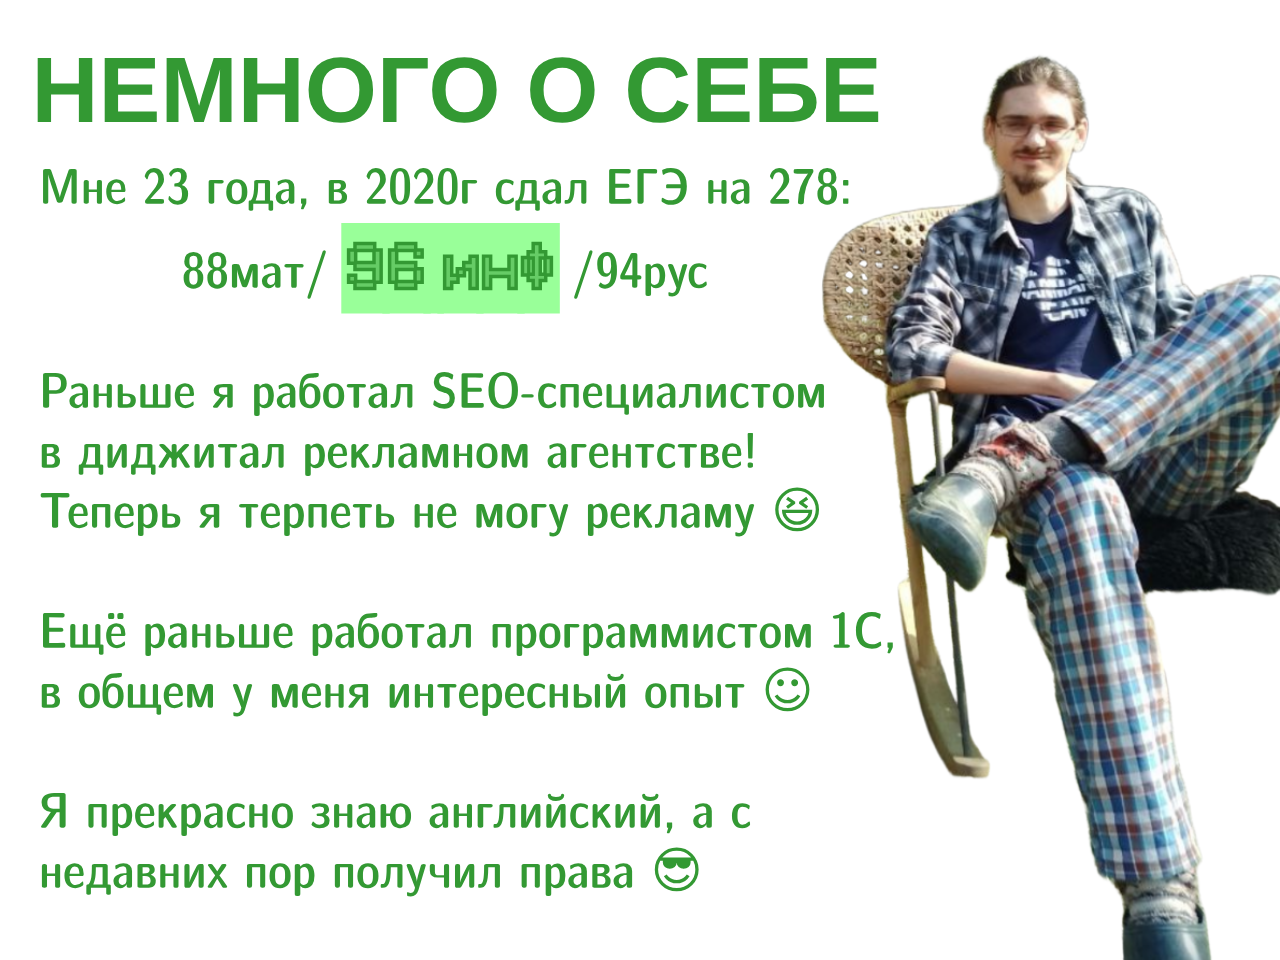 НЕМНОГО О СЕБЕ
Мне 23 года, в 2020г сдал ЕГЭ на 278:
88мат/ 96 инф /94рус
Раньше я работал SEO-специалистом
в диджитал рекламном агентстве!
Теперь я терпеть не могу рекламу 😆
Ещё раньше работал программистом 1С,
в общем у меня интересный опыт ☺
Я прекрасно знаю английский, а с
недавних пор получил права 😎